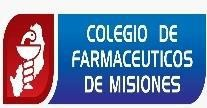 COLEGIO DE
FARMACEUTICOS
DE MISIONES